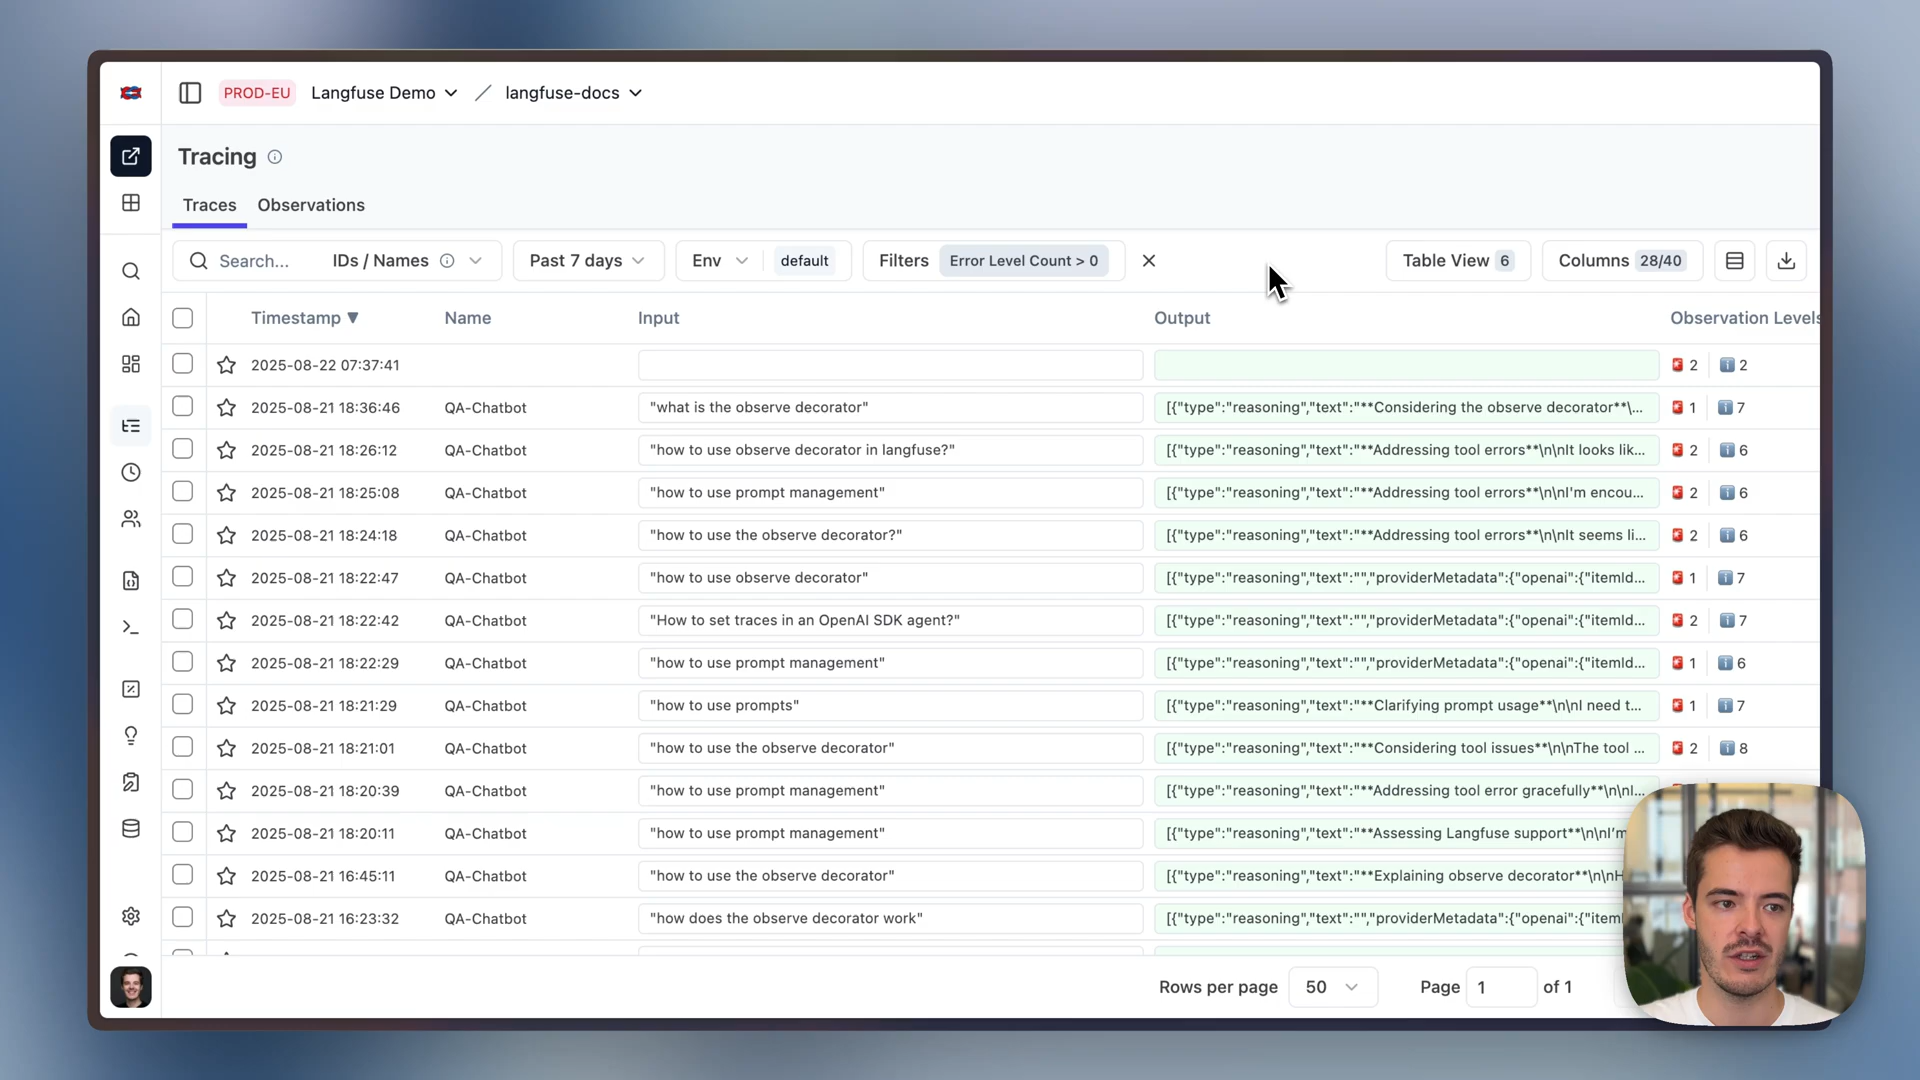 PROD-EU Langfuse Demo langfuse-docs
Tracing
Traces Observations
Search... IDs / Names Past 7 days Env default Filters Error Level Count > 0 Table View 6 Columns 28/40
Timestamp ▼ Name Input Output Observation Levels
2025-08-22 07:37:41 2 2
2025-08-21 18:36:46 QA-Chatbot "what is the observe decorator" [{"type":"reasoning","text":"**Considering the observe decorator**\... 1 7
2025-08-21 18:26:12 QA-Chatbot "how to use observe decorator in langfuse?" [{"type":"reasoning","text":"**Addressing tool errors**\n\nIt looks lik... 2 6
2025-08-21 18:25:08 QA-Chatbot "how to use prompt management" [{"type":"reasoning","text":"**Addressing tool errors**\n\nI'm encou... 2 6
2025-08-21 18:24:18 QA-Chatbot "how to use the observe decorator?" [{"type":"reasoning","text":"**Addressing tool errors**\n\nIt seems li... 2 6
2025-08-21 18:22:47 QA-Chatbot "how to use observe decorator" [{"type":"reasoning","text":"","providerMetadata":{"openai":{"itemId... 1 7
2025-08-21 18:22:42 QA-Chatbot "How to set traces in an OpenAI SDK agent?" [{"type":"reasoning","text":"","providerMetadata":{"openai":{"itemId... 2 7
2025-08-21 18:22:29 QA-Chatbot "how to use prompt management" [{"type":"reasoning","text":"","providerMetadata":{"openai":{"itemId... 1 6
2025-08-21 18:21:29 QA-Chatbot "how to use prompts" [{"type":"reasoning","text":"**Clarifying prompt usage**\n\nI need t... 1 7
2025-08-21 18:21:01 QA-Chatbot "how to use the observe decorator" [{"type":"reasoning","text":"**Considering tool issues**\n\nThe tool ... 2 8
2025-08-21 18:20:39 QA-Chatbot "how to use prompt management" [{"type":"reasoning","text":"**Addressing tool error gracefully**\n\nI...
2025-08-21 18:20:11 QA-Chatbot "how to use prompt management" [{"type":"reasoning","text":"**Assessing Langfuse support**\n\nI'm
2025-08-21 16:45:11 QA-Chatbot "how to use the observe decorator" [{"type":"reasoning","text":"**Explaining observe decorator**\n\nH
2025-08-21 16:23:32 QA-Chatbot "how does the observe decorator work" [{"type":"reasoning","text":"","providerMetadata":{"openai":{"itemI
Rows per page 50 Page 1 of 1